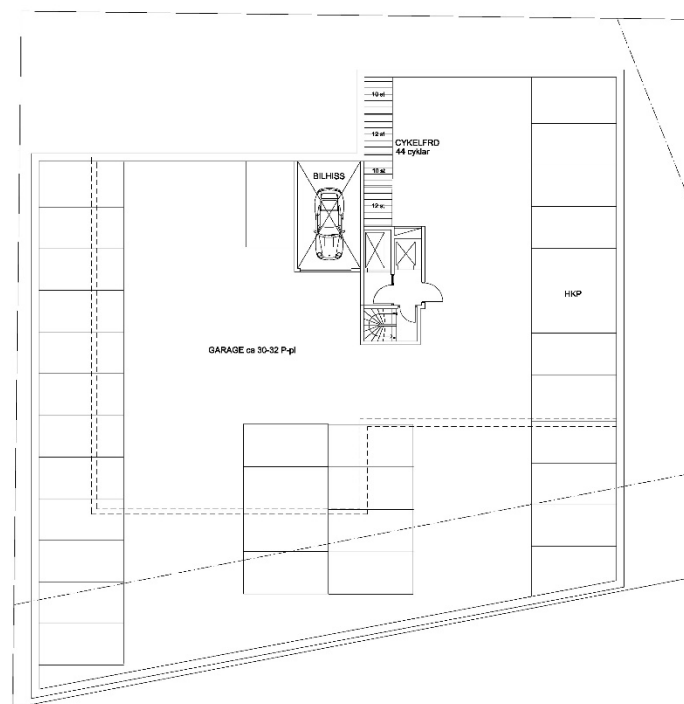 10 st
12 st
CYKELFRD
44 cyklar
10 st
BILHISS
12 st
HKP
GARAGE ca 30-32 P-pl